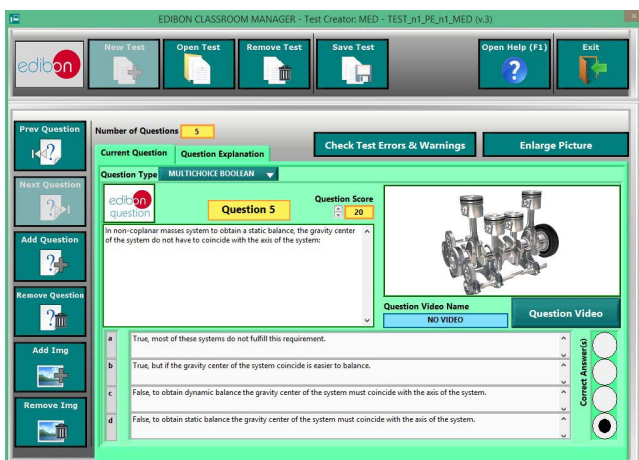 EDIBON CLASSROOM MANAGER - Test Creator: MED - TEST_n1_PE_n1_MED (v.3)
edibon
New Test
Open Test
Remove Test
Save Test
Open Help (F1)
Exit
Prev Question
Next Question
Add Question
Remove Question
Add Img
Remove Img
Number of Questions 5
Check Test Errors & Warnings
Enlarge Picture
Current Question
Question Explanation
Question Type MULTICHOICE BOOLEAN
edibon
question
Question 5
Question Score
20
In non-coplanar masses system to obtain a static balance, the gravity center
of the system do not have to coincide with the axis of the system:
Question Video Name
NO VIDEO
Question Video
a True, most of these systems do not fulfill this requirement.
b True, but if the gravity center of the system coincide is easier to balance.
c False, to obtain dynamic balance the gravity center of the system must coincide with the axis of the system.
d False, to obtain static balance the gravity center of the system must coincide with the axis of the system.
Correct Answer(s)